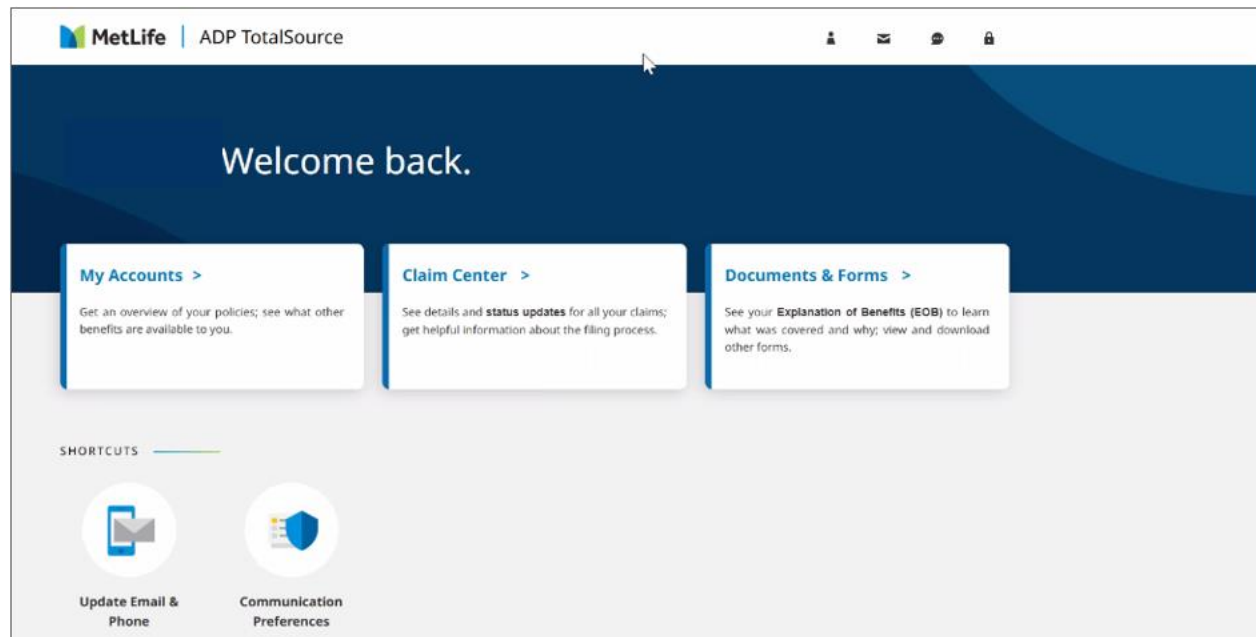 MetLife | ADP TotalSource
Welcome back.
My Accounts >
Get an overview of your policies; see what other
benefits are available to you.
Claim Center >
See details and status updates for all your claims;
get helpful information about the filing process.
Documents & Forms >
See your Explanation of Benefits (EOB) to learn
what was covered and why; view and download
other forms.
SHORTCUTS
Update Email &
Phone
Communication
Preferences